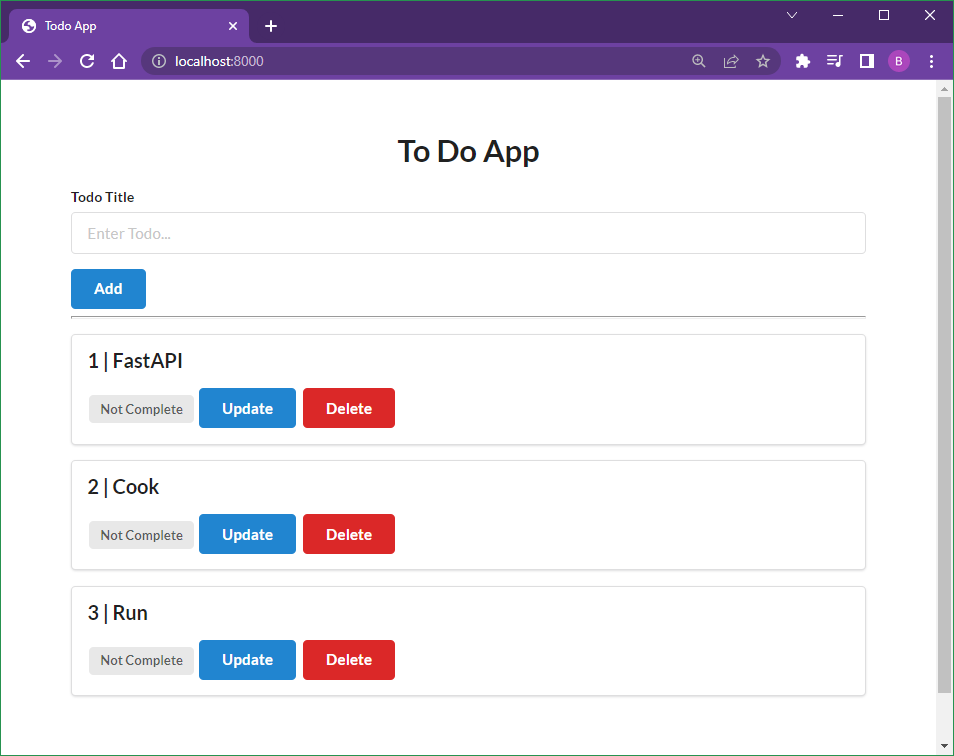 Todo App
localhost:8000
B
To Do App
Todo Title
Enter Todo...
Add
1 | FastAPI
Not Complete Update Delete
2 | Cook
Not Complete Update Delete
3 | Run
Not Complete Update Delete